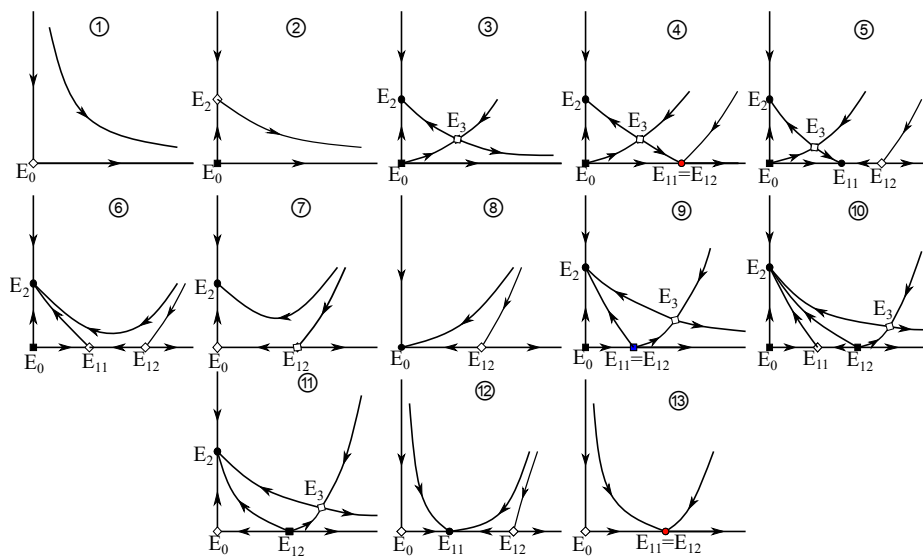 ① ② ③ ④ ⑤
E₂ E₂ E₂ E₂
E₃ E₃ E₃
E₀ E₀ E₀ E₀ E₁₁=E₁₂ E₀ E₁₁ E₁₂
⑥ ⑦ ⑧ ⑨ ⑩
E₂ E₂ E₂ E₂
E₃ E₃
E₀ E₁₁ E₁₂ E₀ E₁₂ E₀ E₁₂ E₀ E₁₁=E₁₂ E₀ E₁₁ E₁₂
⑪ ⑫ ⑬
E₂
E₃
E₀ E₁₂ E₀ E₁₁ E₁₂ E₀ E₁₁=E₁₂